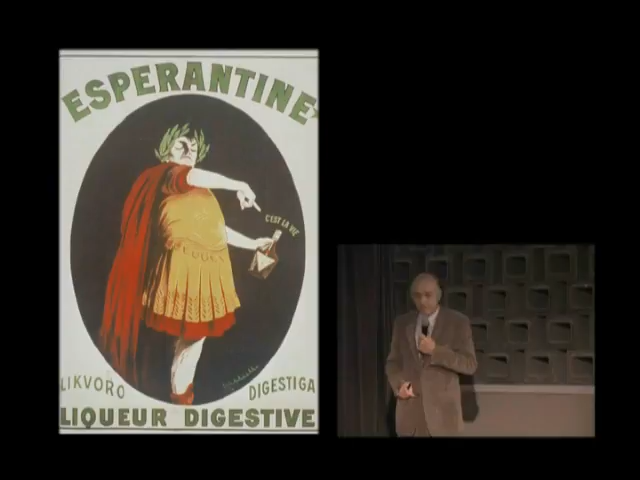 ESPERANTINE
C'EST LA VIE
LIKVORO
DIGESTIGA
LIQUEUR DIGESTIVE